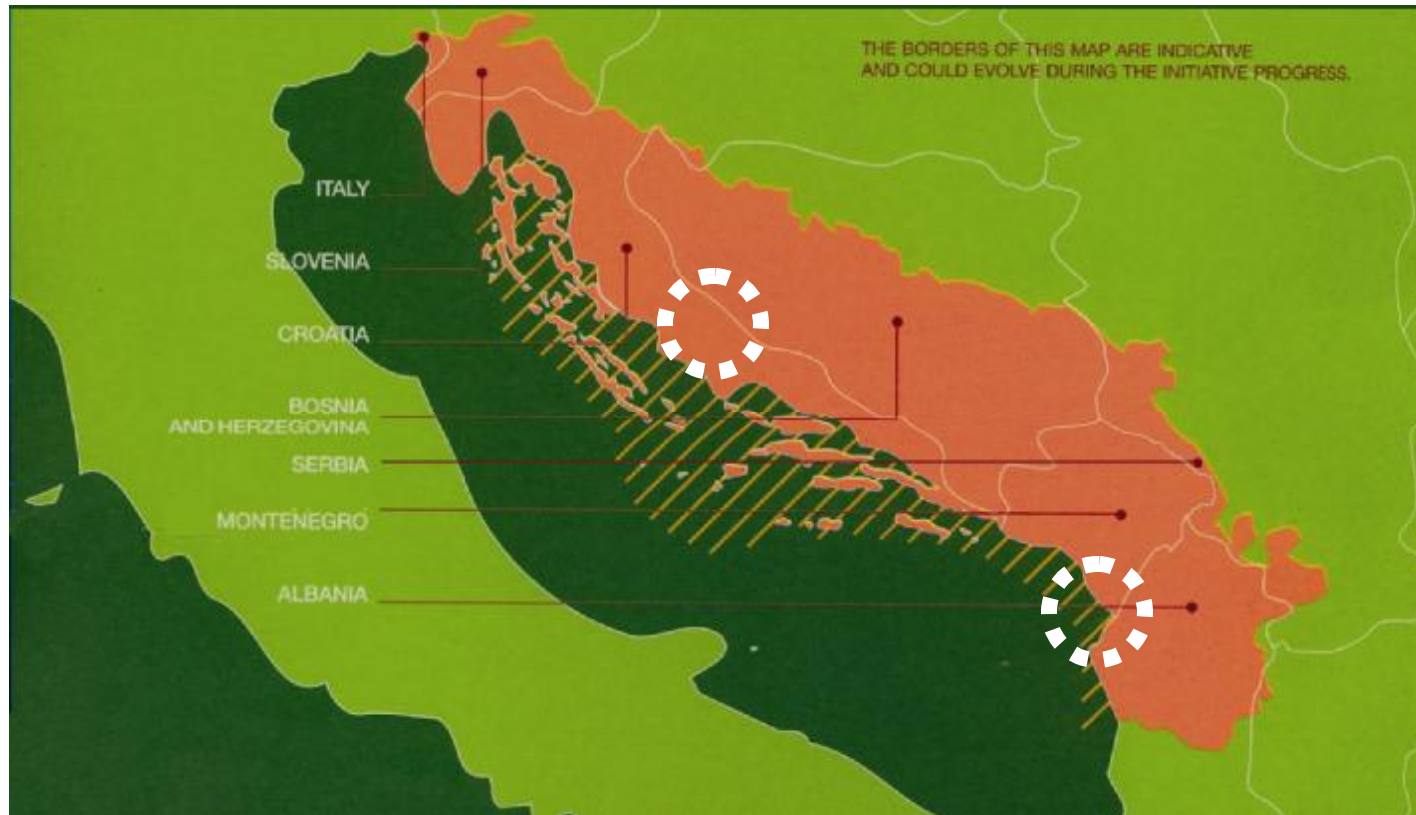 THE BORDERS OF THIS MAP ARE INDICATIVE
AND COULD EVOLVE DURING THE INITIATIVE PROGRESS.
ITALY
SLOVENIA
CROATIA
BOSNIA
AND HERZEGOVINA
SERBIA
MONTENEGRO
ALBANIA